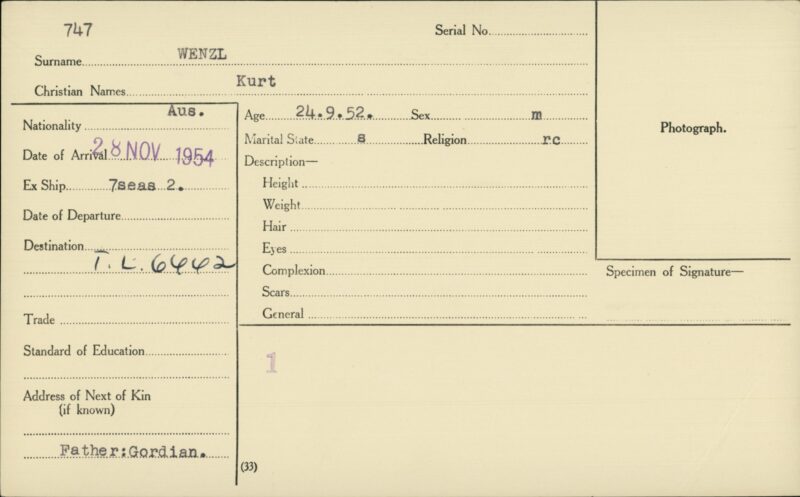 747
Serial No.
Surname WENZL
Christian Names Kurt
Nationality Aus.
Date of Arrival 28 NOV 1954
Ex Ship 7seas 2.
Date of Departure
Destination
T. L. 6442
Trade
Standard of Education
Address of Next of Kin
(if known)
Father:Gordian.
Age 24.9.52. Sex m
Marital State s Religion rc
Description—
Height
Weight
Hair
Eyes
Complexion
Scars
General
1
(33)
Photograph.
Specimen of Signature—